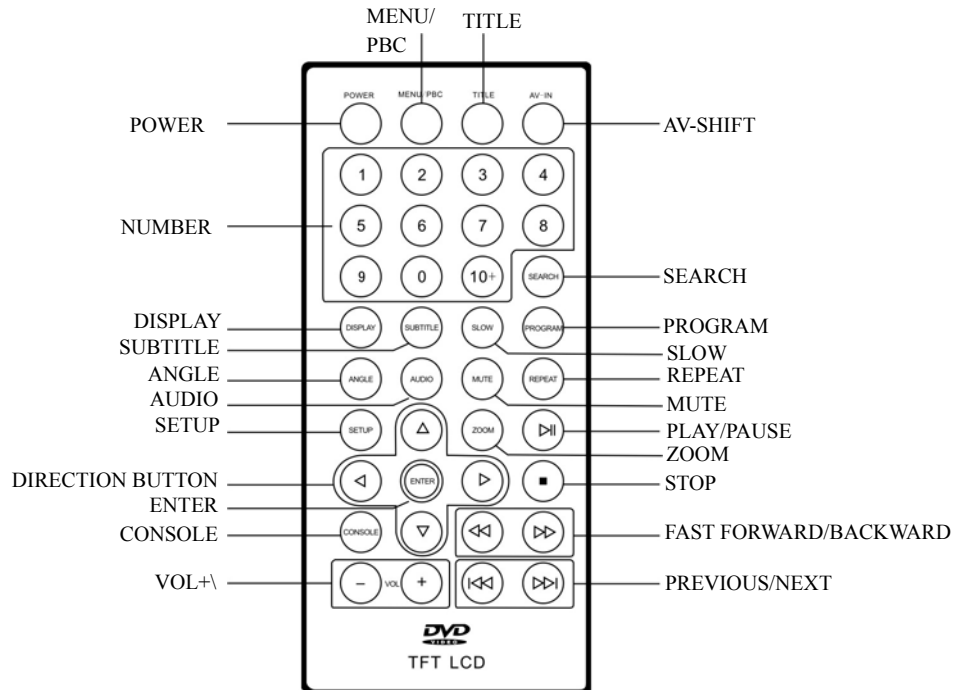 MENU/
PBC
TITLE
POWER MENU/PBC TITLE AV-IN
POWER
AV-SHIFT
1 2 3 4
NUMBER
5 6 7 8
9 0 10+ SEARCH
SEARCH
DISPLAY
DISPLAY SUBTITLE SLOW PROGRAM
PROGRAM
SUBTITLE
SLOW
ANGLE
ANGLE AUDIO MUTE REPEAT
REPEAT
AUDIO
MUTE
SETUP
SETUP ZOOM
PLAY/PAUSE
ZOOM
DIRECTION BUTTON
ENTER
STOP
ENTER
CONSOLE
CONSOLE
FAST FORWARD/BACKWARD
VOL+\
− VOL +
PREVIOUS/NEXT
DVD
VIDEO
TFT LCD